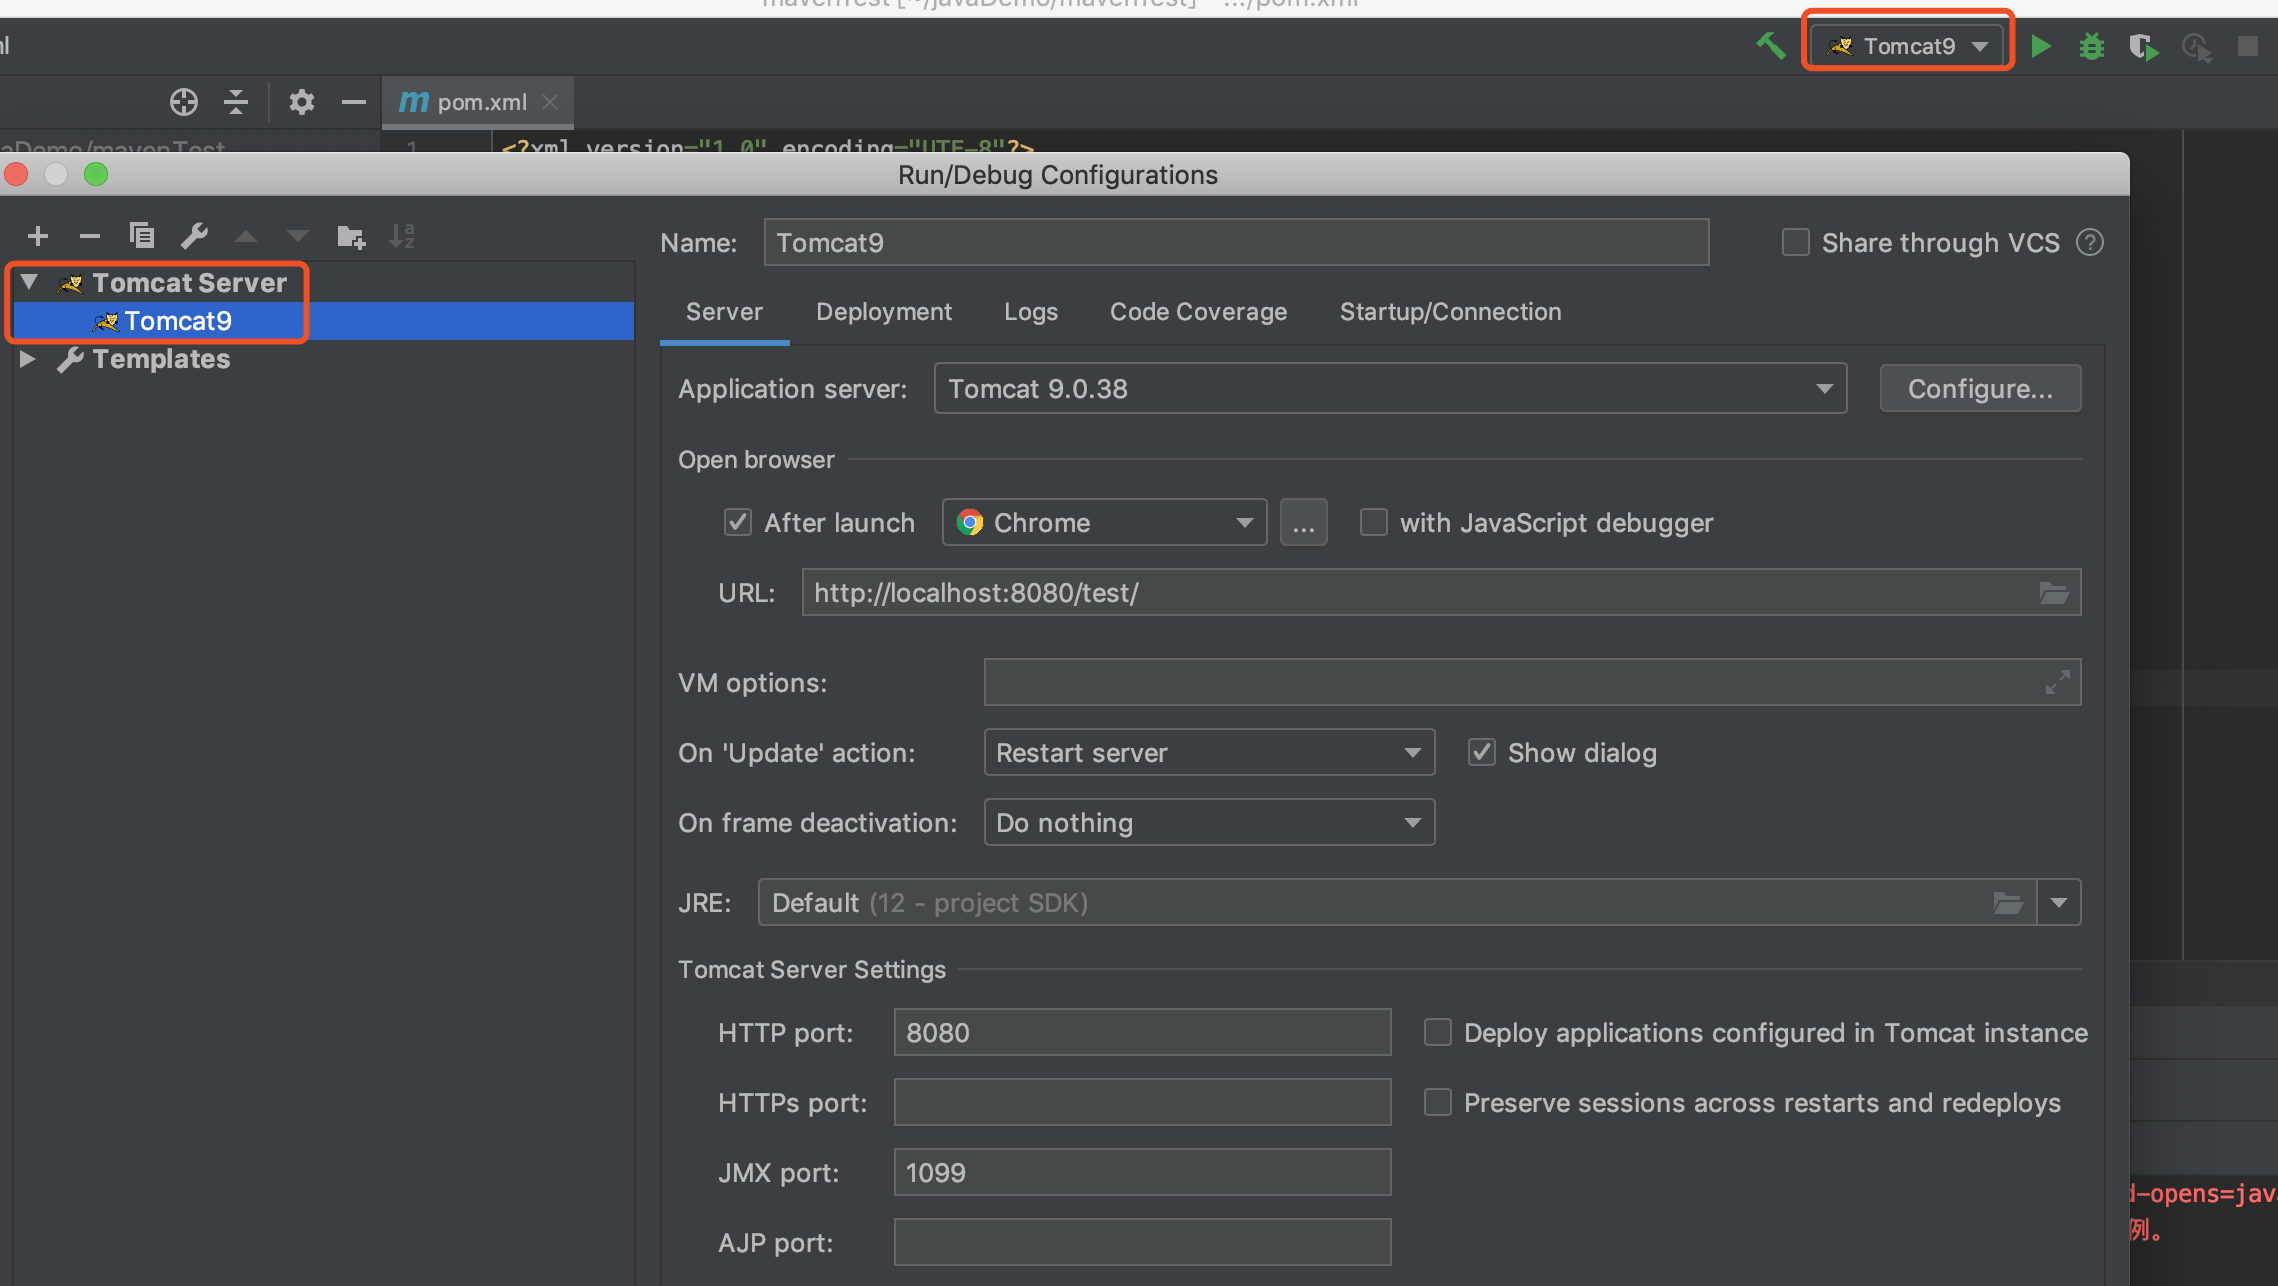 mavenTest [~/javaDemo/mavenTest] - .../pom.xml
Tomcat9
m pom.xml
aDemo/mavenTest
1
<?xml version="1.0" encoding="UTF-8"?>
Run/Debug Configurations
Name: Tomcat9
Share through VCS ?
Tomcat Server
Tomcat9
Templates
Server Deployment Logs Code Coverage Startup/Connection
Application server: Tomcat 9.0.38 Configure...
Open browser
After launch Chrome ... with JavaScript debugger
URL: http://localhost:8080/test/
VM options:
On 'Update' action: Restart server Show dialog
On frame deactivation: Do nothing
JRE: Default (12 - project SDK)
Tomcat Server Settings
HTTP port: 8080 Deploy applications configured in Tomcat instance
HTTPs port: Preserve sessions across restarts and redeploys
JMX port: 1099
AJP port:
d-opens=jav
例。